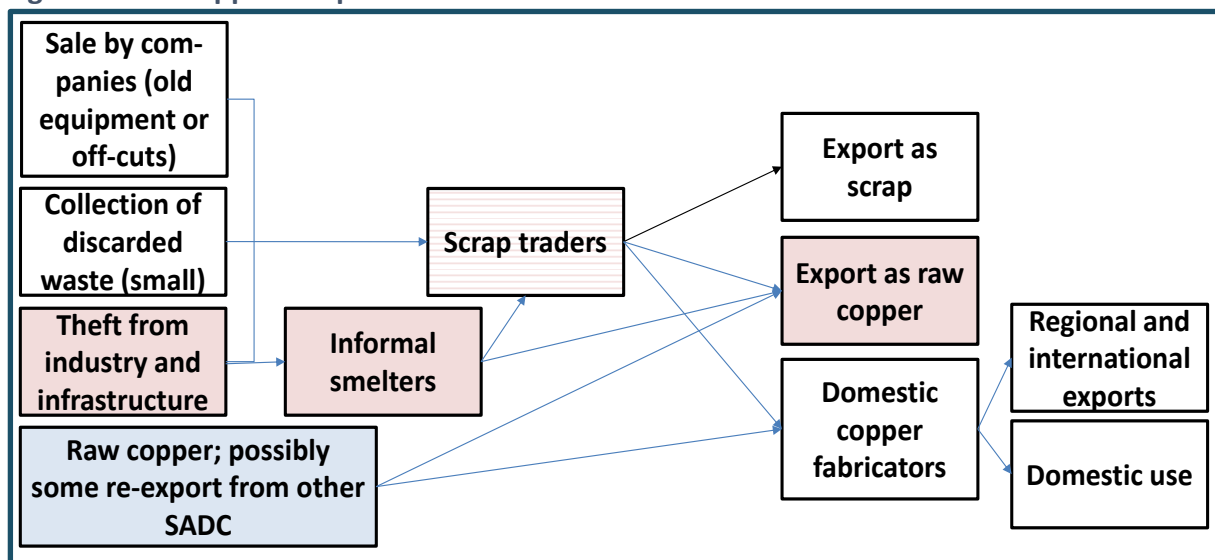 Sale by com-
panies (old
equipment or
off-cuts)
Collection of
discarded
waste (small)
Theft from
industry and
infrastructure
Raw copper; possibly
some re-export from other
SADC
Informal
smelters
Scrap traders
Export as
scrap
Export as raw
copper
Domestic
copper
fabricators
Regional and
international
exports
Domestic use